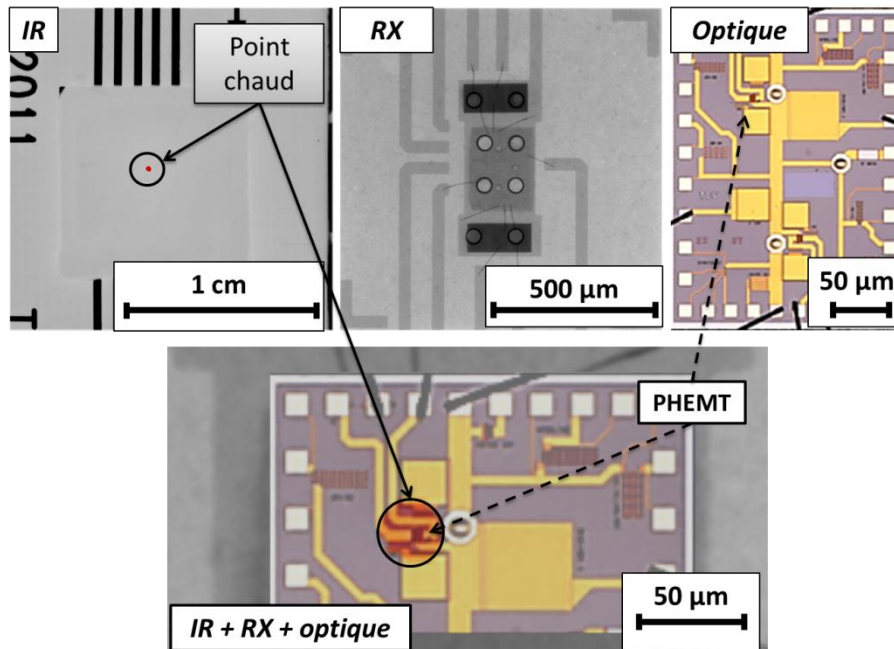 IR
2011
Point
chaud
1 cm
RX
500 µm
Optique
50 µm
PHEMT
IR + RX + optique
50 µm